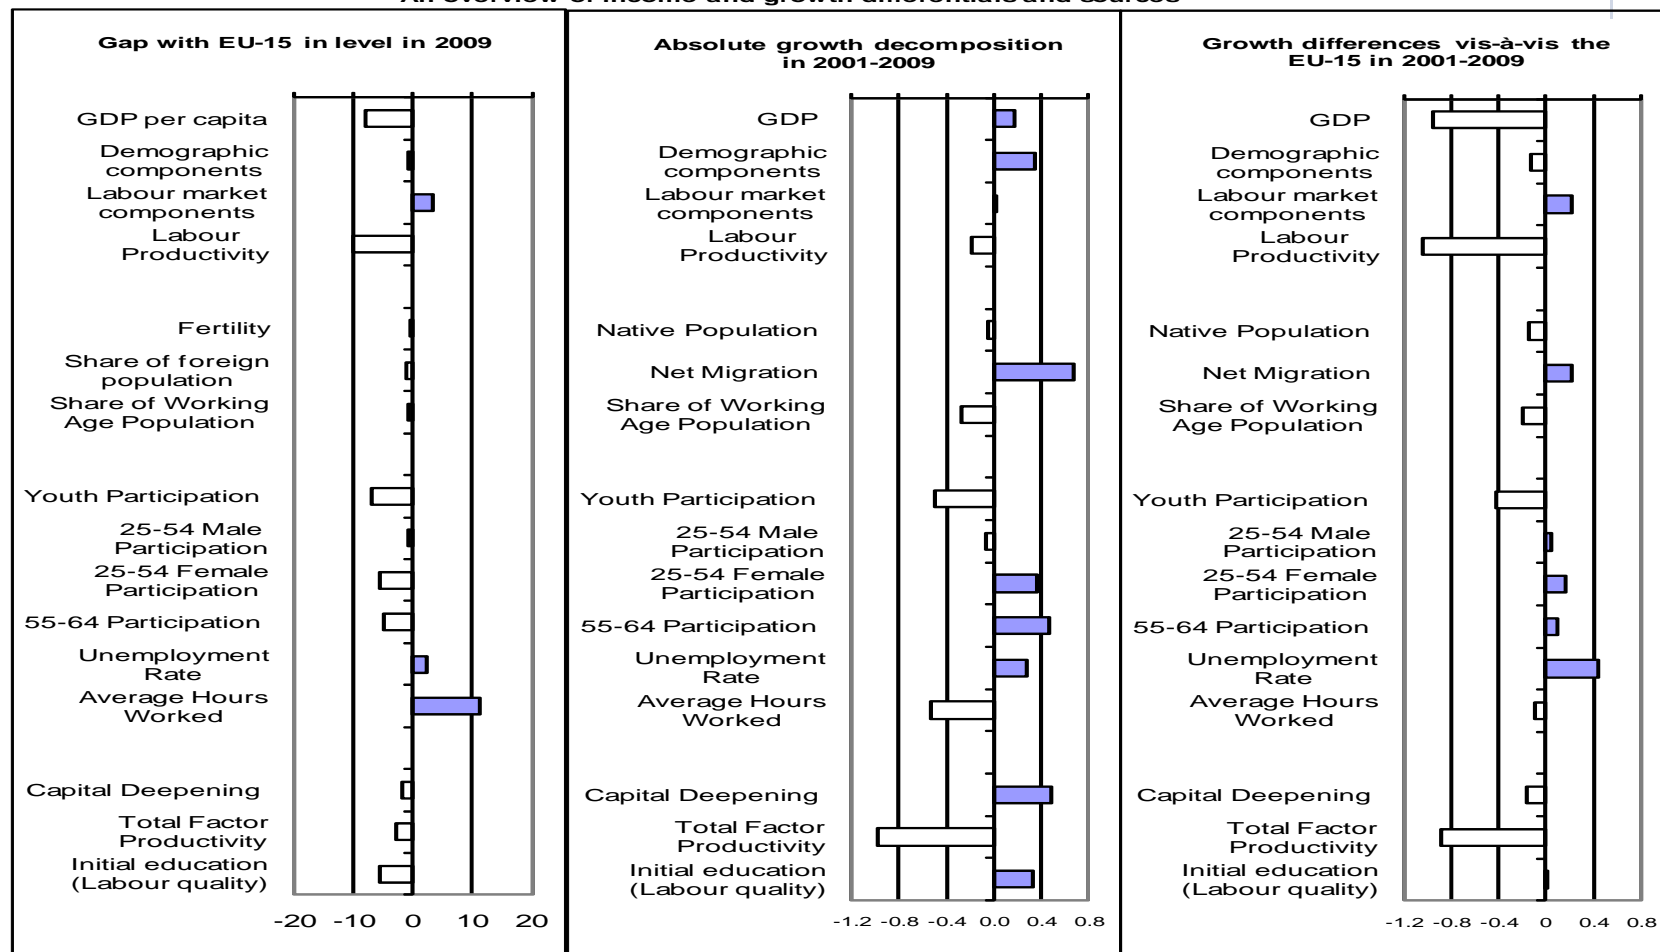 An overview of income and growth differentials and sources
Gap with EU-15 in level in 2009
GDP per capita
Demographic
components
Labour market
components
Labour
Productivity
Fertility
Share of foreign
population
Share of Working
Age Population
Youth Participation
25-54 Male
Participation
25-54 Female
Participation
55-64 Participation
Unemployment
Rate
Average Hours
Worked
Capital Deepening
Total Factor
Productivity
Initial education
(Labour quality)
-20 -10 0 10 20
Absolute growth decomposition
in 2001-2009
GDP
Demographic
components
Labour market
components
Labour
Productivity
Native Population
Net Migration
Share of Working
Age Population
Youth Participation
25-54 Male
Participation
25-54 Female
Participation
55-64 Participation
Unemployment
Rate
Average Hours
Worked
Capital Deepening
Total Factor
Productivity
Initial education
(Labour quality)
-1.2 -0.8 -0.4 0.0 0.4 0.8
Growth differences vis-à-vis the
EU-15 in 2001-2009
GDP
Demographic
components
Labour market
components
Labour
Productivity
Native Population
Net Migration
Share of Working
Age Population
Youth Participation
25-54 Male
Participation
25-54 Female
Participation
55-64 Participation
Unemployment
Rate
Average Hours
Worked
Capital Deepening
Total Factor
Productivity
Initial education
(Labour quality)
-1.2 -0.8 -0.4 0 0.4 0.8